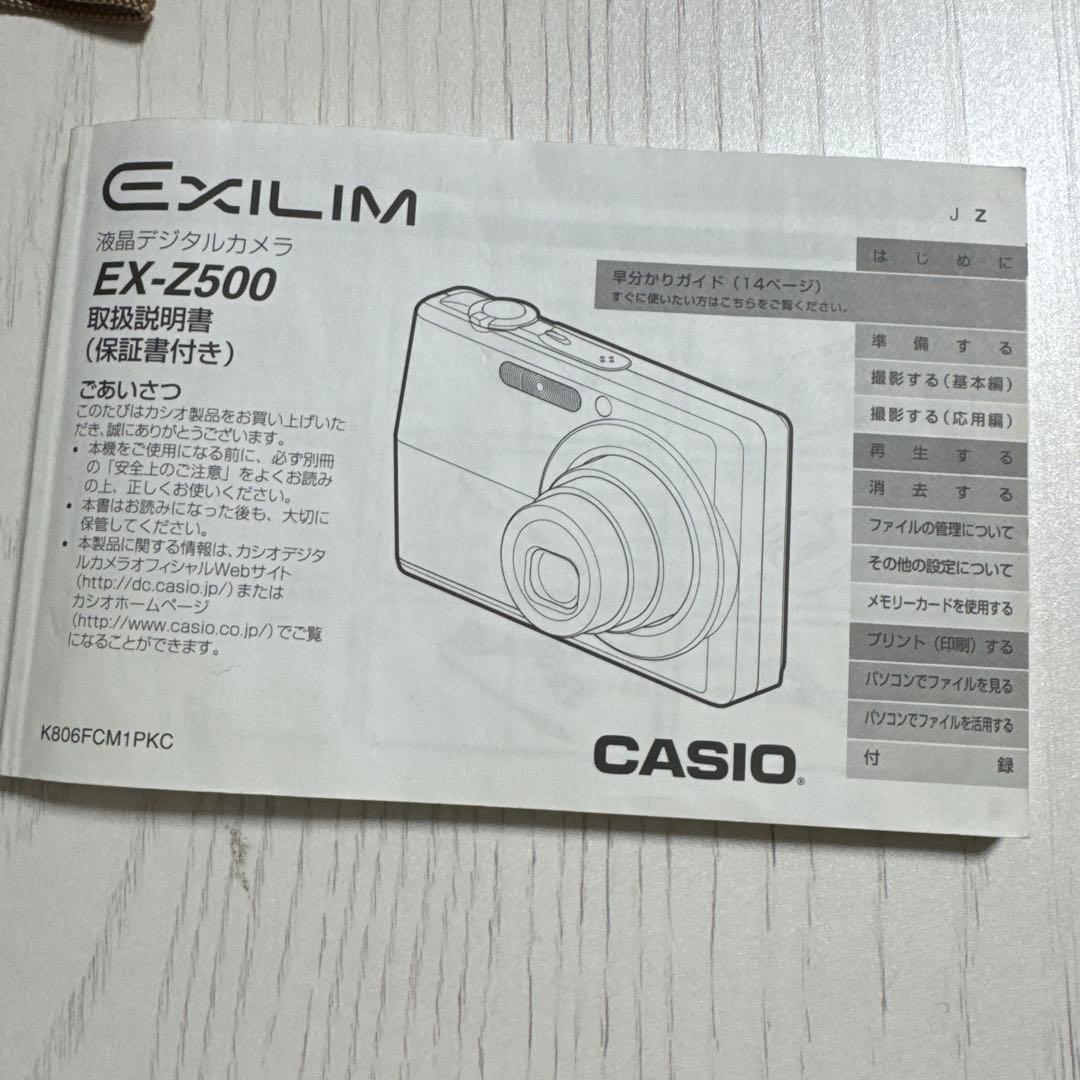 EXILIM
液晶デジタルカメラ
EX-Z500
取扱説明書
(保証書付き)
ごあいさつ
このたびはカシオ製品をお買い上げいた
だき、誠にありがとうございます。
• 本機をご使用になる前に、必ず別冊
の「安全上のご注意」をよくお読み
の上、正しくお使いください。
• 本書はお読みになった後も、大切に
保管してください。
• 本製品に関する情報は、カシオデジタ
ルカメラオフィシャルWebサイト
(http://dc.casio.jp/)または
カシオホームページ
(http://www.casio.co.jp/)でご覧
になることができます。
K806FCM1PKC
J Z
はじめに
早分かりガイド(14ページ)
すぐに使いたい方はこちらをご覧ください。
準備する
撮影する(基本編)
撮影する(応用編)
再生する
消去する
ファイルの管理について
その他の設定について
メモリーカードを使用する
プリント(印刷)する
パソコンでファイルを見る
パソコンでファイルを活用する
付録
CASIO®